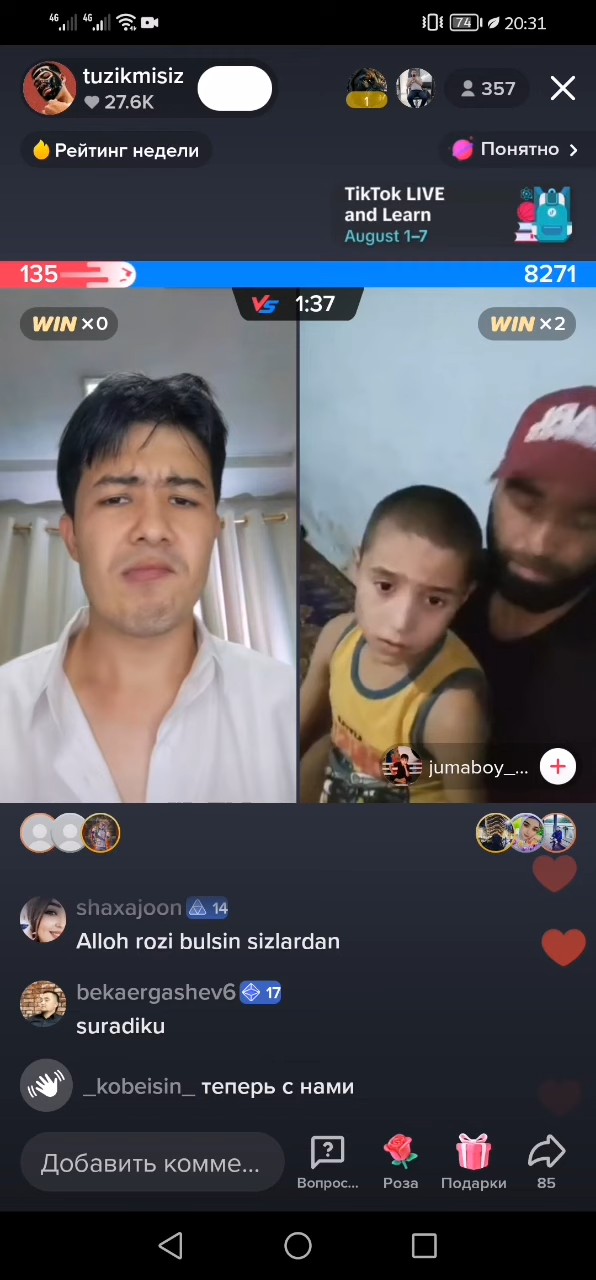 4G 4G 74 20:31
tuzikmisiz
27.6K
1
357
Рейтинг недели
Понятно
TikTok LIVE
and Learn
August 1–7
135
8271
VS 1:37
WIN ×0
WIN ×2
jumaboy_...
shaxajoon 14
Alloh rozi bulsin sizlardan
bekaergashev6 17
suradiku
_kobeisin_ теперь с нами
Добавить комме...
Вопрос...
Роза
Подарки
85